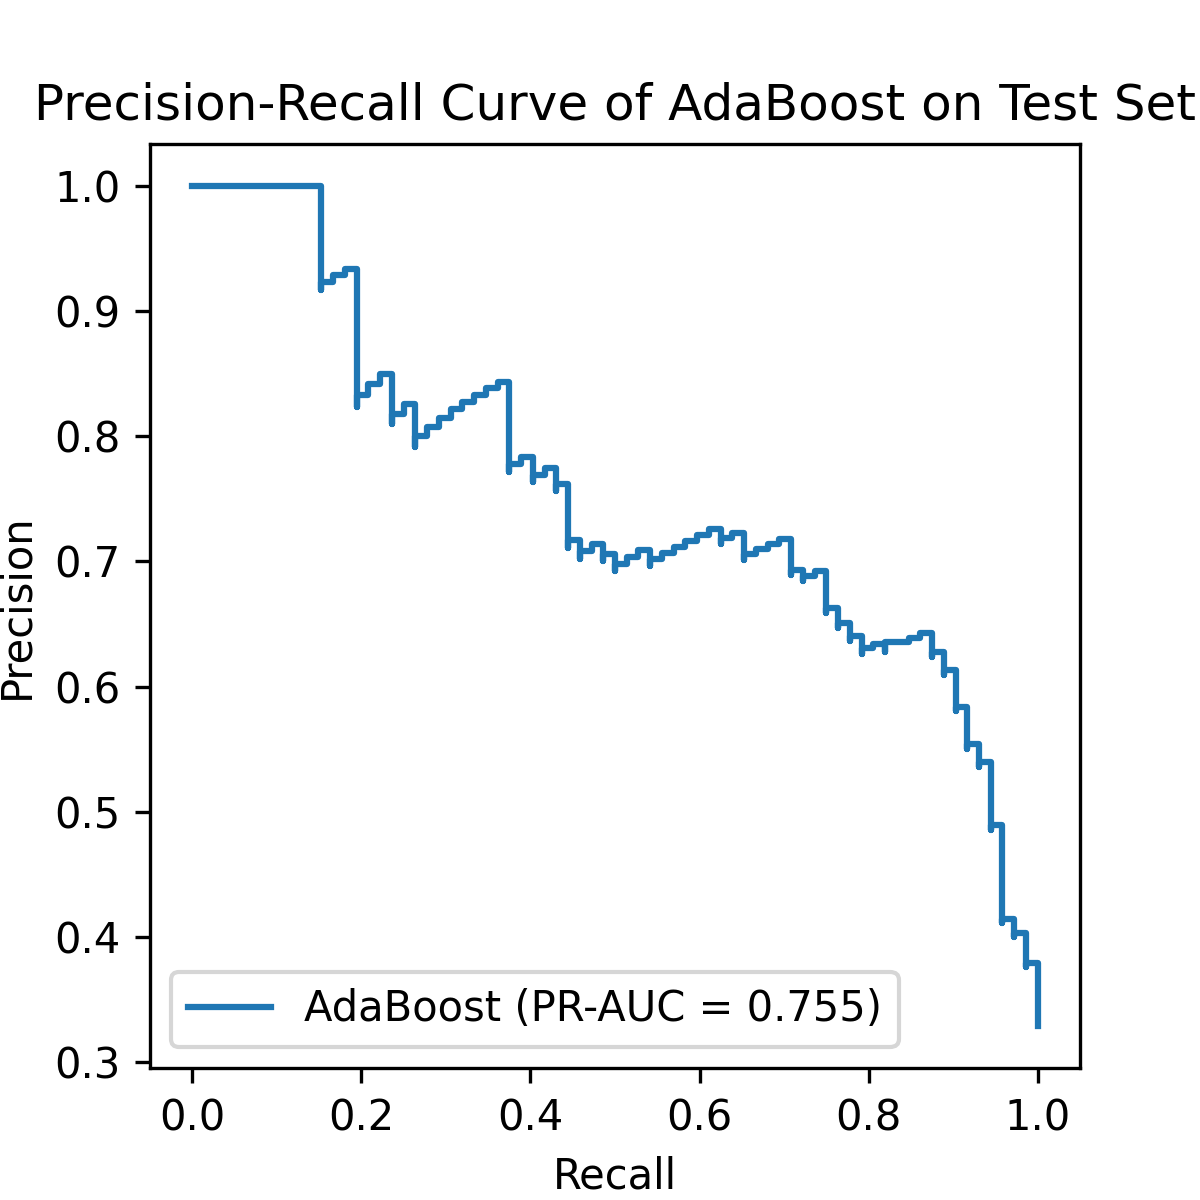 Precision-Recall Curve of AdaBoost on Test Set
1.0
0.9
0.8
0.7
0.6
0.5
0.4
0.3
Precision
AdaBoost (PR-AUC = 0.755)
0.0 0.2 0.4 0.6 0.8 1.0
Recall